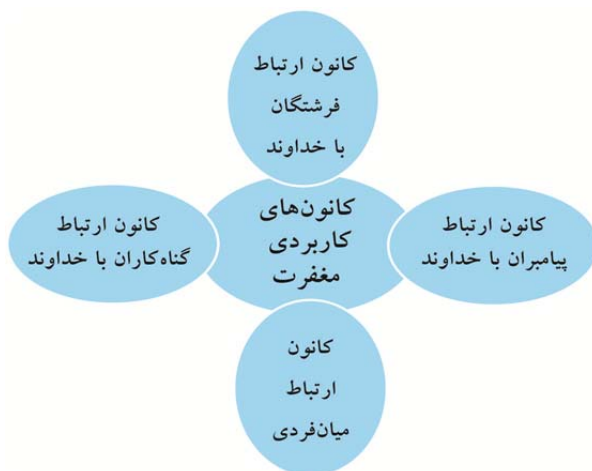 کانون ارتباط
فرشتگان
با خداوند
کانون‌های
کاربردی
مغفرت
کانون ارتباط
پیامبران با خداوند
کانون ارتباط
گناه‌کاران با خداوند
کانون
ارتباط
میان‌فردی